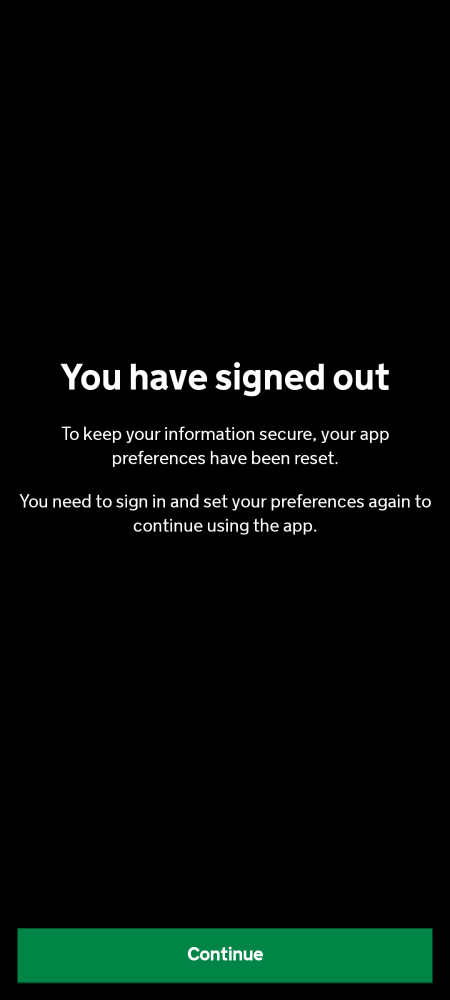 You have signed out
To keep your information secure, your app
preferences have been reset.
You need to sign in and set your preferences again to
continue using the app.
Continue